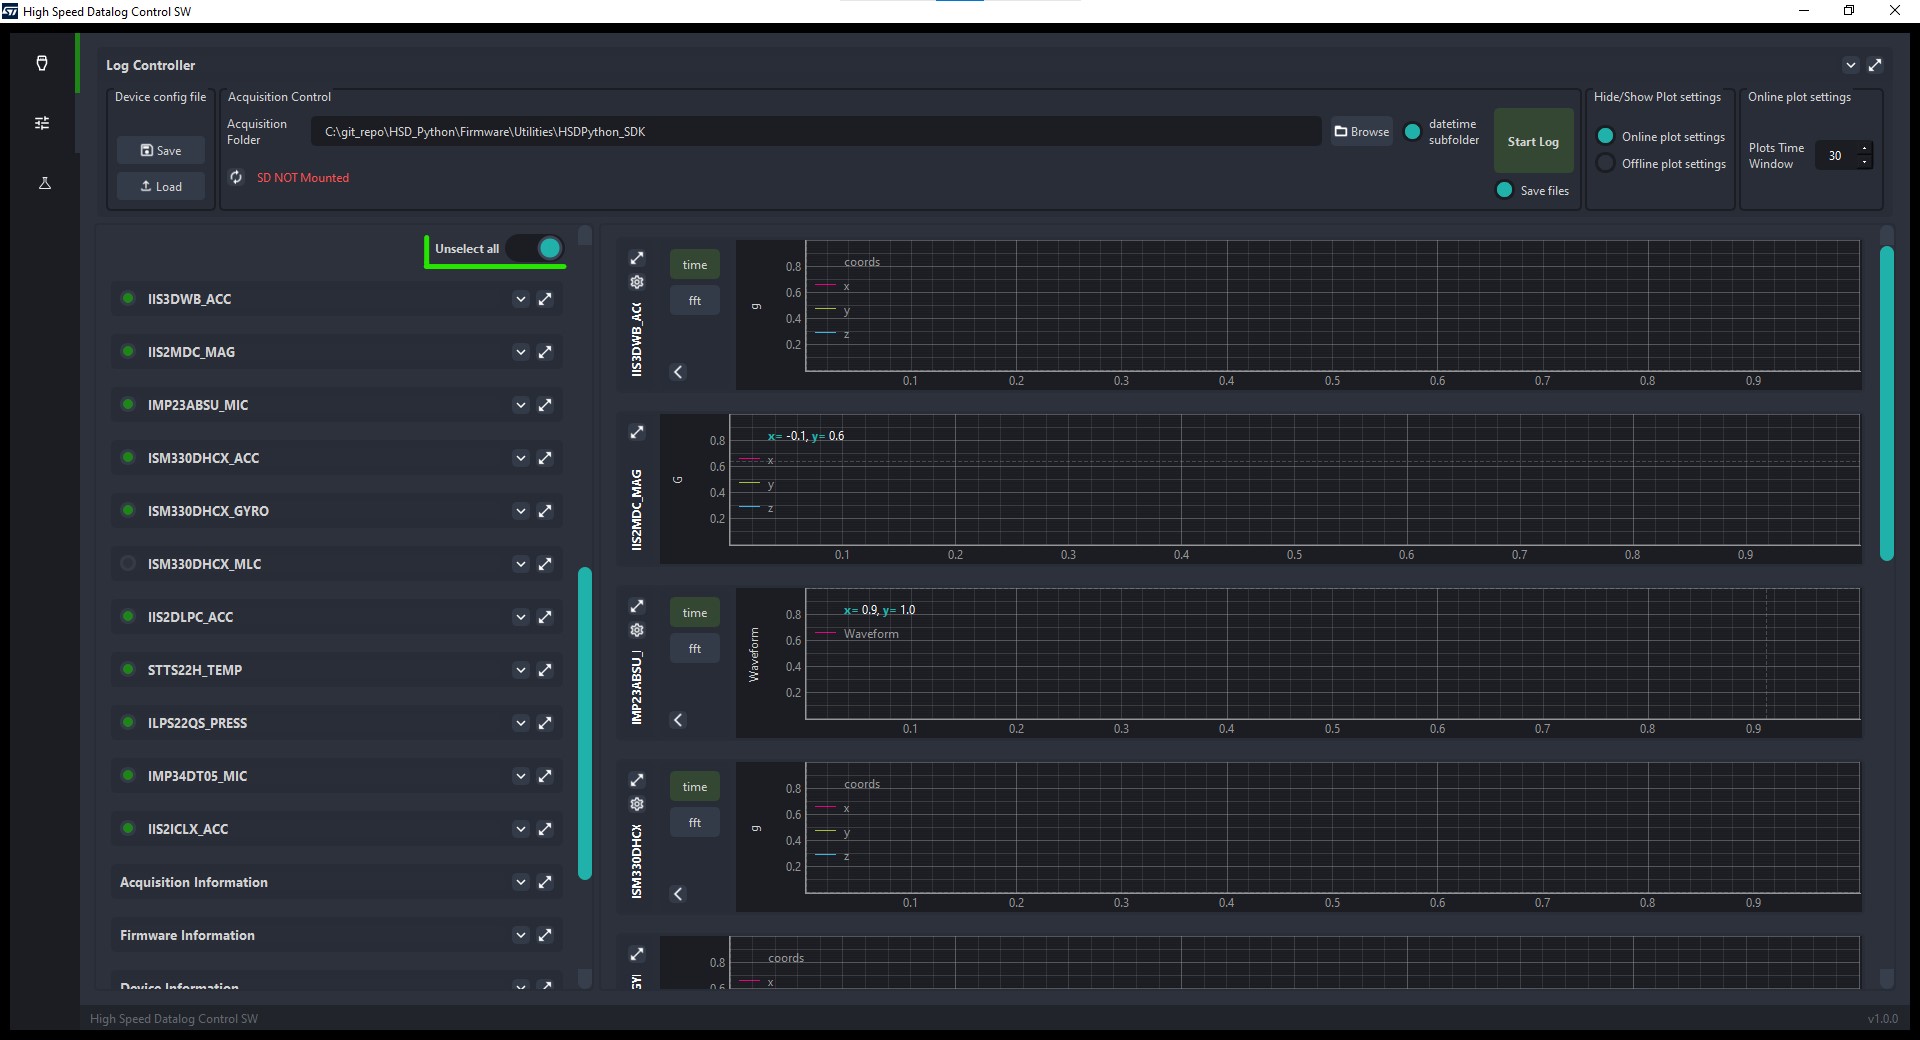 High Speed Datalog Control SW
Log Controller
Device config file
Save
Load
Acquisition Control
Acquisition
Folder
C:\git_repo\HSD_Python\Firmware\Utilities\HSDPython_SDK
Browse
datetime
subfolder
Start Log
SD NOT Mounted
Save files
Hide/Show Plot settings
Online plot settings
Offline plot settings
Online plot settings
Plots Time
Window
30
Unselect all
IIS3DWB_ACC
IIS2MDC_MAG
IMP23ABSU_MIC
ISM330DHCX_ACC
ISM330DHCX_GYRO
ISM330DHCX_MLC
IIS2DLPC_ACC
STTS22H_TEMP
ILPS22QS_PRESS
IMP34DT05_MIC
IIS2ICLX_ACC
Acquisition Information
Firmware Information
Device Information
IIS3DWB_ACC
time
fft
g
coords
x
y
z
0.8
0.6
0.4
0.2
0.1 0.2 0.3 0.4 0.5 0.6 0.7 0.8 0.9
IIS2MDC_MAG
G
x= -0.1, y= 0.6
x
y
z
0.8
0.6
0.4
0.2
0.1 0.2 0.3 0.4 0.5 0.6 0.7 0.8 0.9
IMP23ABSU_
time
fft
Waveform
x= 0.9, y= 1.0
Waveform
0.8
0.6
0.4
0.2
0.1 0.2 0.3 0.4 0.5 0.6 0.7 0.8 0.9
ISM330DHCX
time
fft
g
coords
x
y
z
0.8
0.6
0.4
0.2
0.1 0.2 0.3 0.4 0.5 0.6 0.7 0.8 0.9
GY
coords
x
0.8
0.6
High Speed Datalog Control SW
v1.0.0